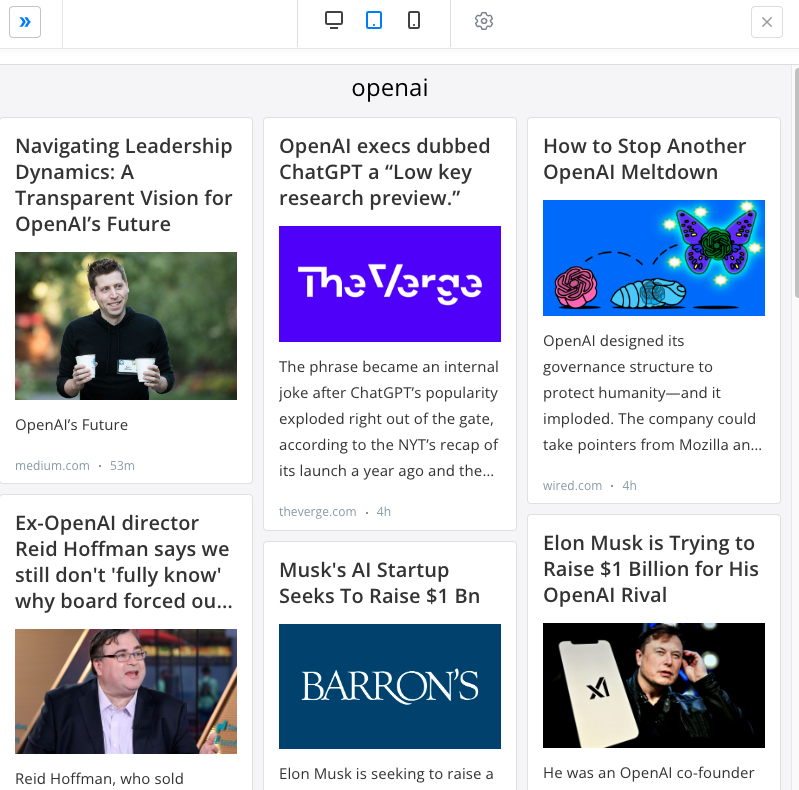 openai
Navigating Leadership
Dynamics: A
Transparent Vision for
OpenAI’s Future
OpenAI’s Future
medium.com · 53m
Ex-OpenAI director
Reid Hoffman says we
still don't 'fully know'
why board forced ou...
Reid Hoffman, who sold
OpenAI execs dubbed
ChatGPT a “Low key
research preview.”
The Verge
The phrase became an internal
joke after ChatGPT’s popularity
exploded right out of the gate,
according to the NYT’s recap of
its launch a year ago and the...
theverge.com · 4h
Musk's AI Startup
Seeks To Raise $1 Bn
BARRON'S
Elon Musk is seeking to raise a
How to Stop Another
OpenAI Meltdown
OpenAI designed its
governance structure to
protect humanity—and it
imploded. The company could
take pointers from Mozilla an...
wired.com · 4h
Elon Musk is Trying to
Raise $1 Billion for His
OpenAI Rival
xI
He was an OpenAI co-founder